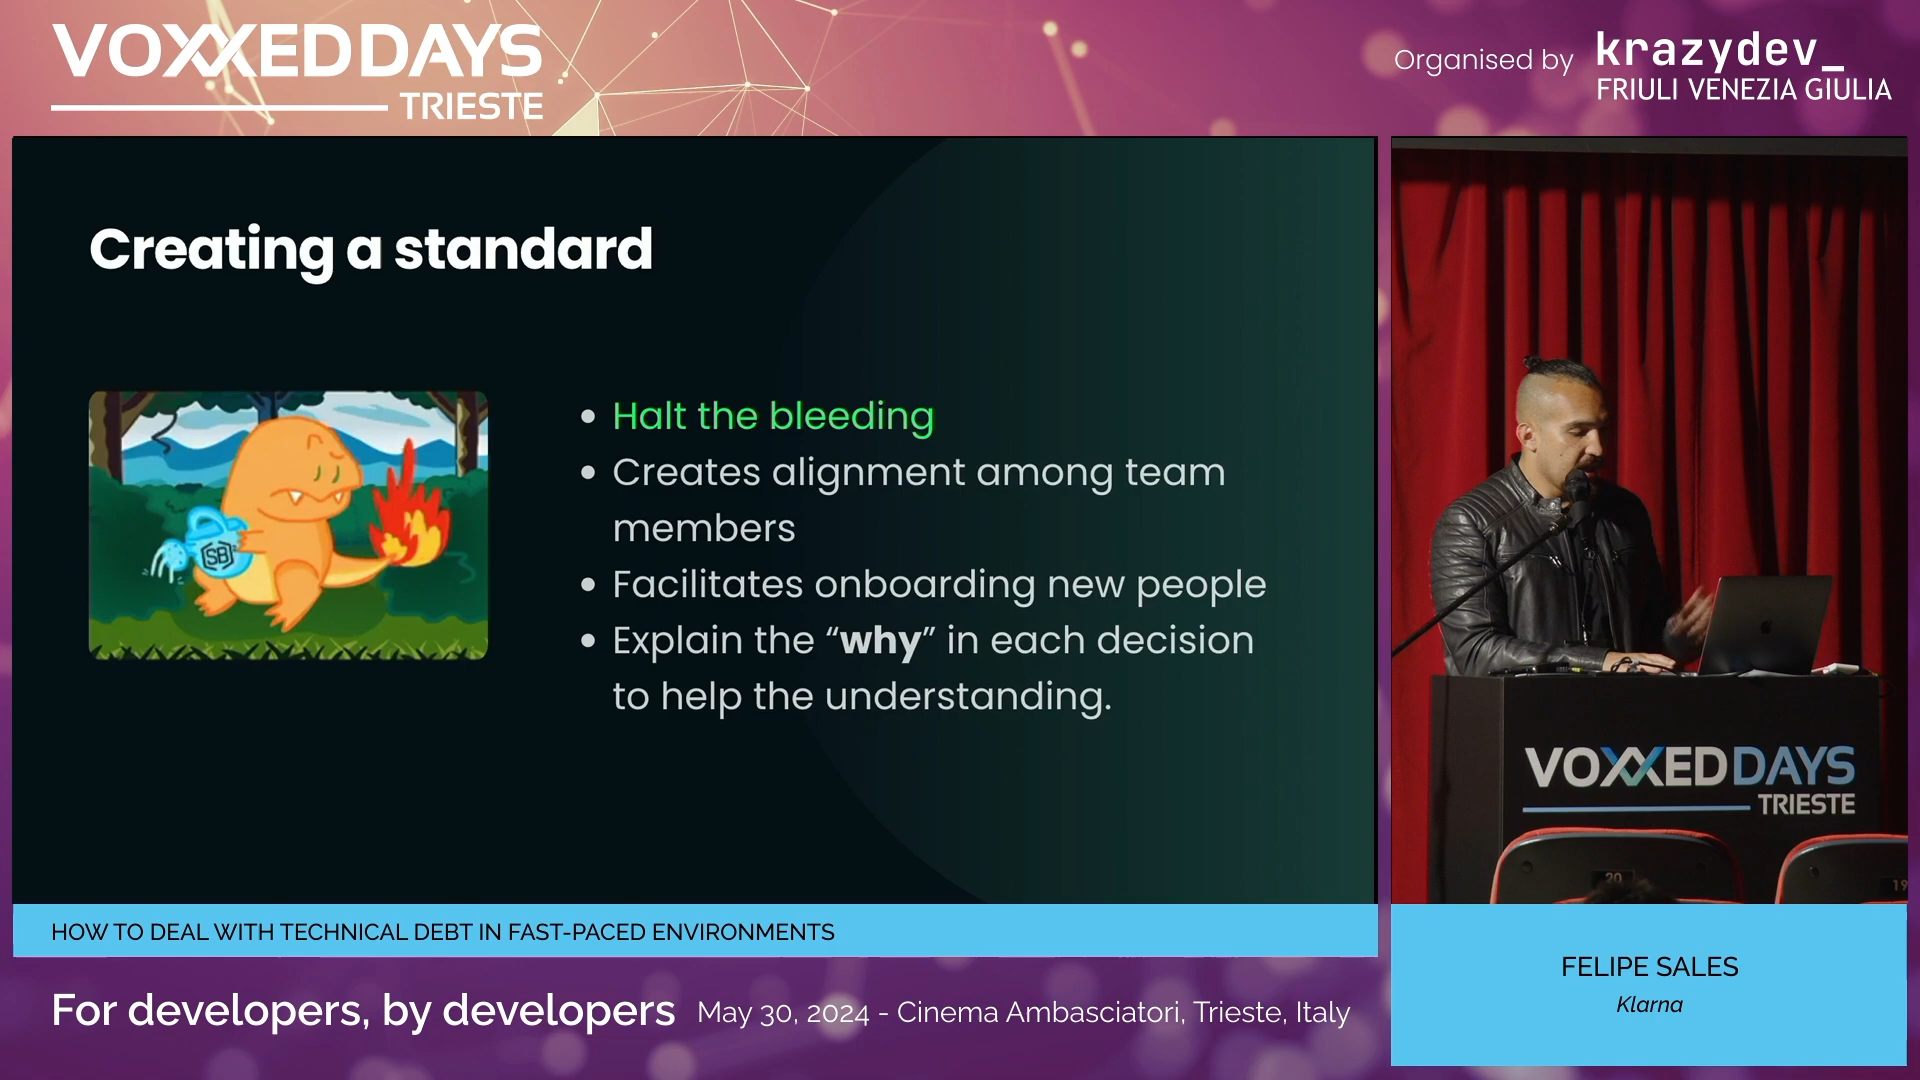 VOXXEDDAYS
TRIESTE
Organised by
krazydev_
FRIULI VENEZIA GIULIA
Creating a standard
• Halt the bleeding
• Creates alignment among team
members
• Facilitates onboarding new people
• Explain the “why” in each decision
to help the understanding.
SB
VOXXEDDAYS
TRIESTE
20
19
HOW TO DEAL WITH TECHNICAL DEBT IN FAST-PACED ENVIRONMENTS
FELIPE SALES
Klarna
For developers, by developers
May 30, 2024 - Cinema Ambasciatori, Trieste, Italy